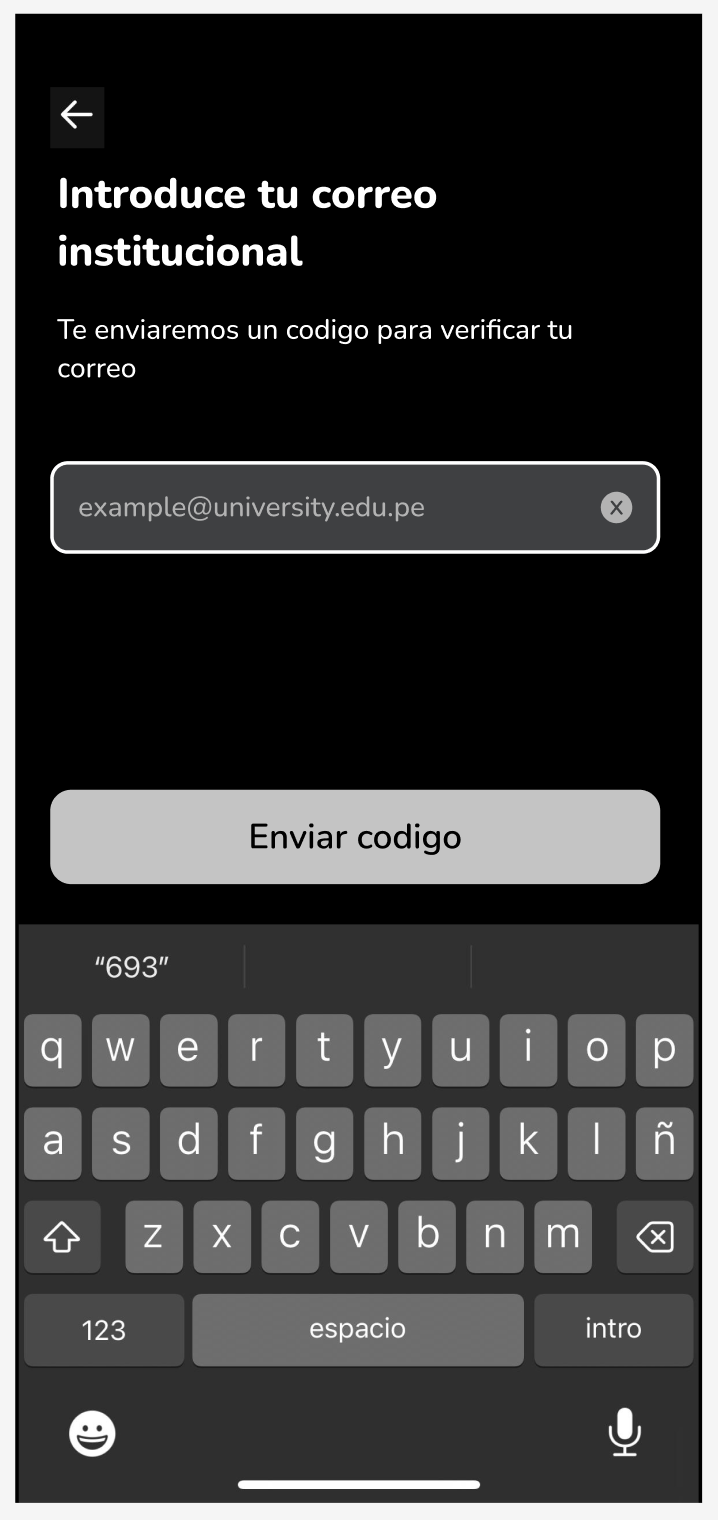 Introduce tu correo
institucional
Te enviaremos un codigo para verificar tu
correo
example@university.edu.pe
x
Enviar codigo
“693”
q w e r t y u i o p
a s d f g h j k l ñ
z x c v b n m
123 espacio intro